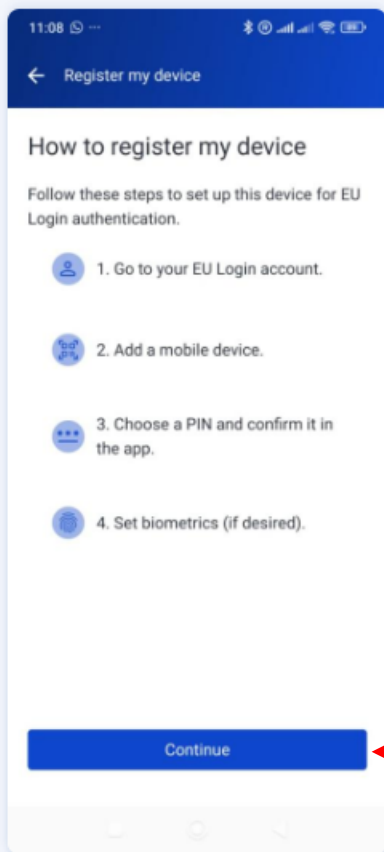 11:08
Register my device
How to register my device
Follow these steps to set up this device for EU
Login authentication.
1. Go to your EU Login account.
2. Add a mobile device.
3. Choose a PIN and confirm it in
the app.
4. Set biometrics (if desired).
Continue